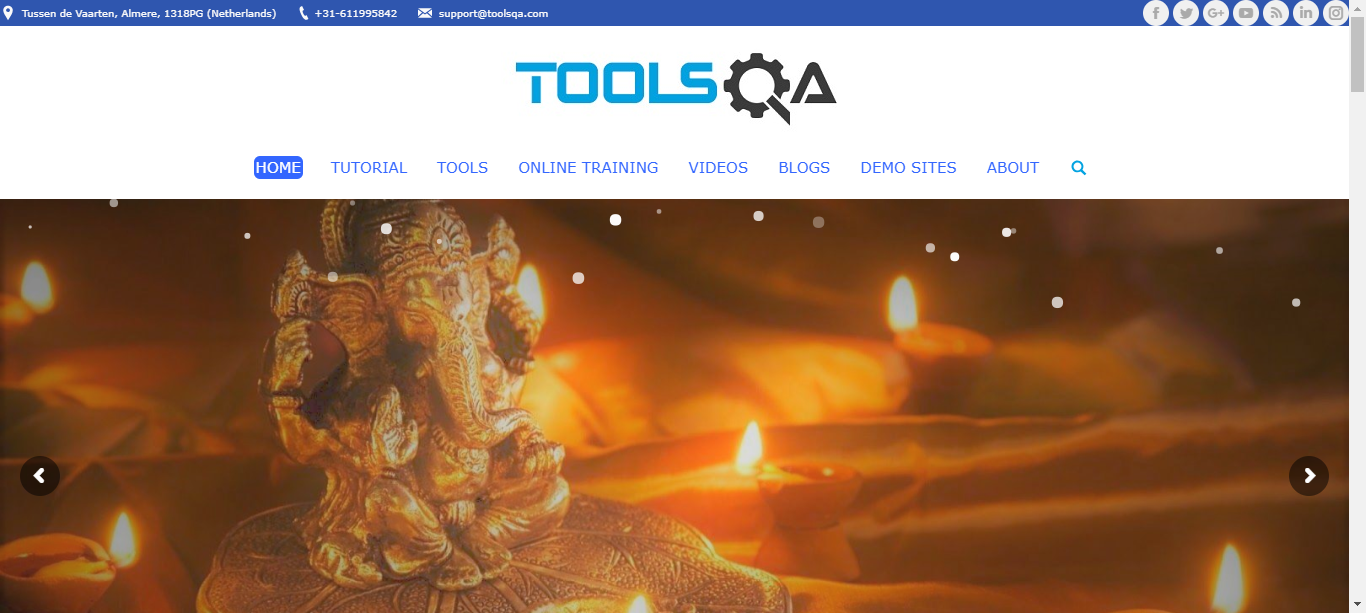 Tussen de Vaarten, Almere, 1318PG (Netherlands) +31-611995842 support@toolsqa.com
TOOLSQA
HOME TUTORIAL TOOLS ONLINE TRAINING VIDEOS BLOGS DEMO SITES ABOUT